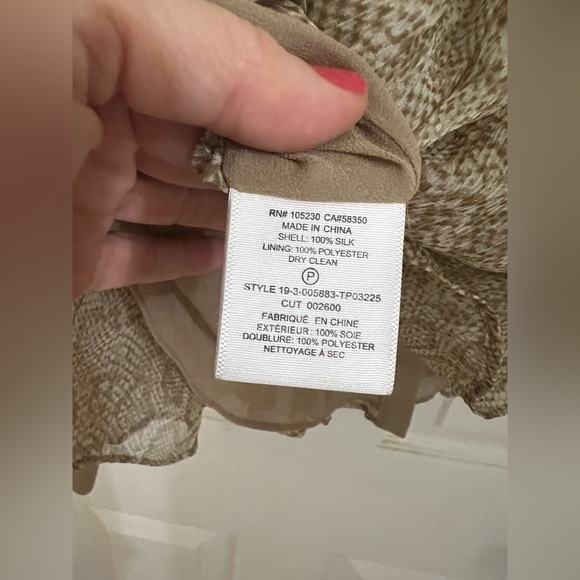 RN# 105230 CA#58350
MADE IN CHINA
SHELL: 100% SILK
LINING: 100% POLYESTER
DRY CLEAN
P
STYLE 19-3-005883-TP03225
CUT 002600
FABRIQUÉ EN CHINE
EXTÉRIEUR: 100% SOIE
DOUBLURE: 100% POLYESTER
NETTOYAGE À SEC